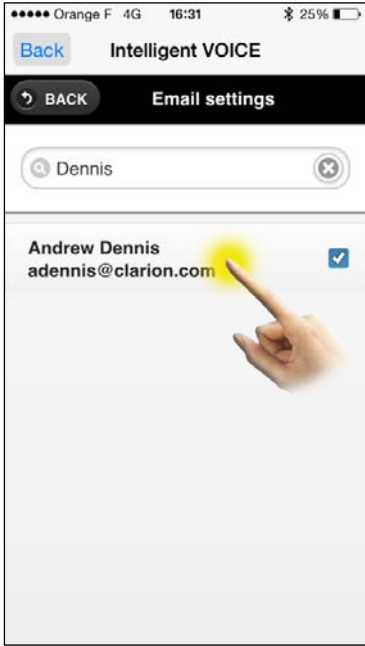 Orange F 4G 16:31 25%
Back Intelligent VOICE
BACK Email settings
Dennis
Andrew Dennis
adennis@clarion.com